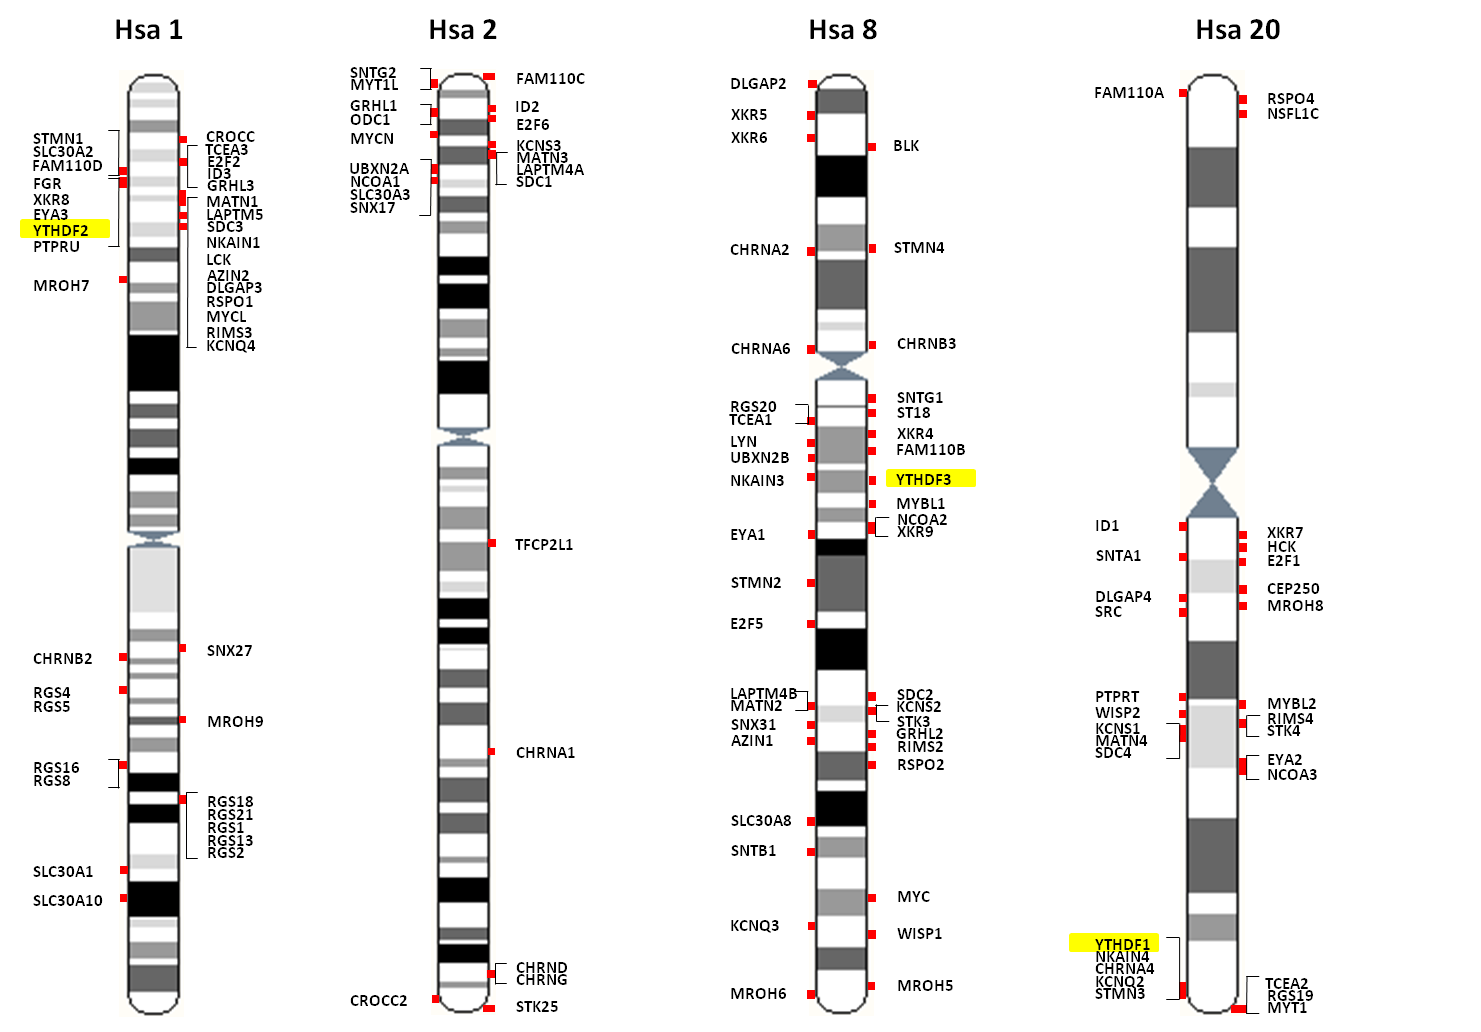 Hsa 1
Hsa 2
Hsa 8
Hsa 20
STMN1
SLC30A2
FAM110D
FGR
XKR8
EYA3
YTHDF2
PTPRU
MROH7
CHRNB2
RGS4
RGS5
RGS16
RGS8
SLC30A1
SLC30A10
CROCC
TCEA3
E2F2
ID3
GRHL3
MATN1
LAPTM5
SDC3
NKAIN1
LCK
AZIN2
DLGAP3
RSPO1
MYCL
RIMS3
KCNQ4
SNX27
MROH9
RGS18
RGS21
RGS1
RGS13
RGS2
SNTG2
MYT1L
GRHL1
ODC1
MYCN
UBXN2A
NCOA1
SLC30A3
SNX17
CROCC2
FAM110C
ID2
E2F6
KCNS3
MATN3
LAPTM4A
SDC1
TFCP2L1
CHRNA1
CHRND
CHRNG
STK25
DLGAP2
XKR5
XKR6
CHRNA2
CHRNA6
RGS20
TCEA1
LYN
UBXN2B
NKAIN3
EYA1
STMN2
E2F5
LAPTM4B
MATN2
SNX31
AZIN1
SLC30A8
SNTB1
KCNQ3
MROH6
BLK
STMN4
CHRNB3
SNTG1
ST18
XKR4
FAM110B
YTHDF3
MYBL1
NCOA2
XKR9
SDC2
KCNS2
STK3
GRHL2
RIMS2
RSPO2
MYC
WISP1
MROH5
FAM110A
ID1
SNTA1
DLGAP4
SRC
PTPRT
WISP2
KCNS1
MATN4
SDC4
YTHDF1
NKAIN4
CHRNA4
KCNQ2
STMN3
RSPO4
NSFL1C
XKR7
HCK
E2F1
CEP250
MROH8
MYBL2
RIMS4
STK4
EYA2
NCOA3
TCEA2
RGS19
MYT1